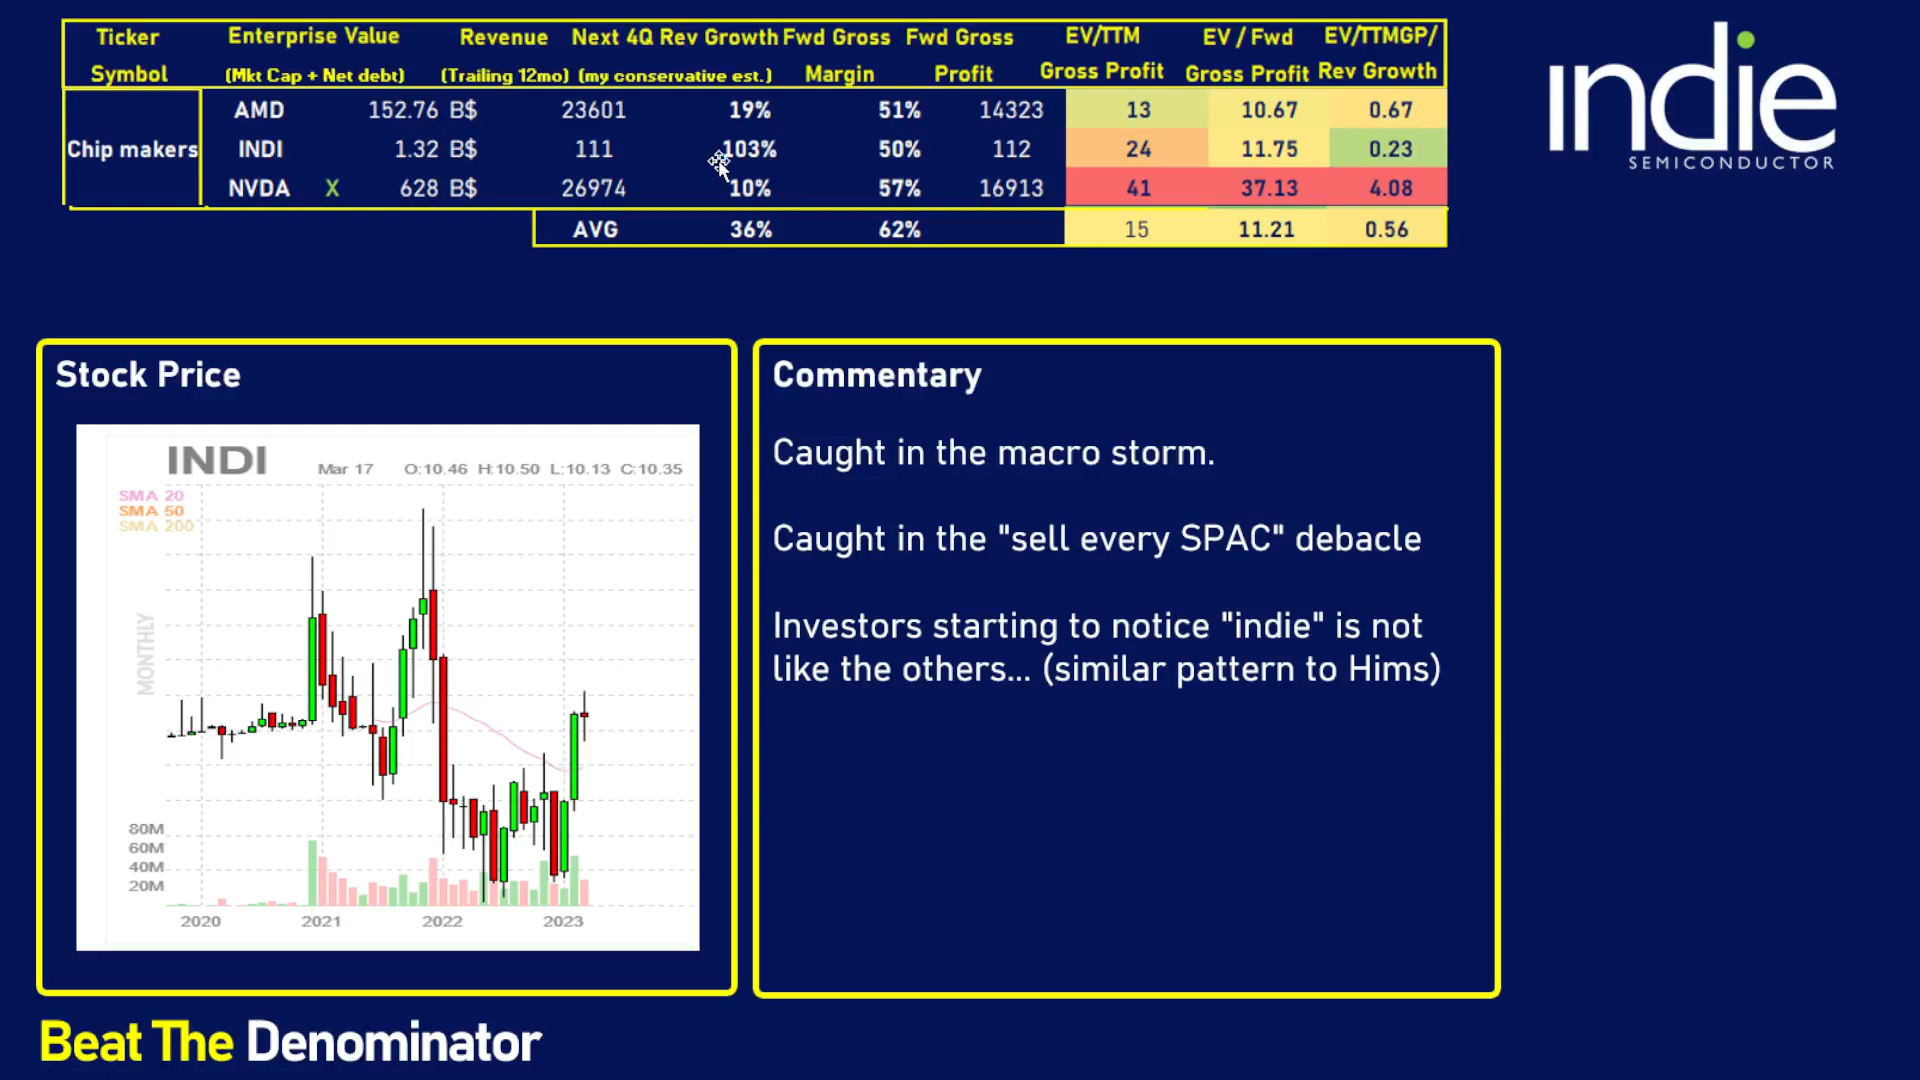 Ticker Symbol	Enterprise Value (Mkt Cap + Net debt)	Revenue (Trailing 12mo)	Next 4Q Rev Growth (my conservative est.)	Fwd Gross Margin	Fwd Gross Profit	EV/TTM Gross Profit	EV / Fwd Gross Profit	EV/TTMGP/ Rev Growth
Chip makers
AMD 152.76 B$ 23601 19% 51% 14323 13 10.67 0.67
INDI 1.32 B$ 111 103% 50% 112 24 11.75 0.23
NVDA X 628 B$ 26974 10% 57% 16913 41 37.13 4.08
AVG 36% 62% 15 11.21 0.56
indie
SEMICONDUCTOR
Stock Price
INDI Mar 17 O:10.46 H:10.50 L:10.13 C:10.35
SMA 20
SMA 50
SMA 200
MONTHLY
80M
60M
40M
20M
2020 2021 2022 2023
Commentary
Caught in the macro storm.
Caught in the "sell every SPAC" debacle
Investors starting to notice "indie" is not
like the others... (similar pattern to Hims)
Beat The Denominator